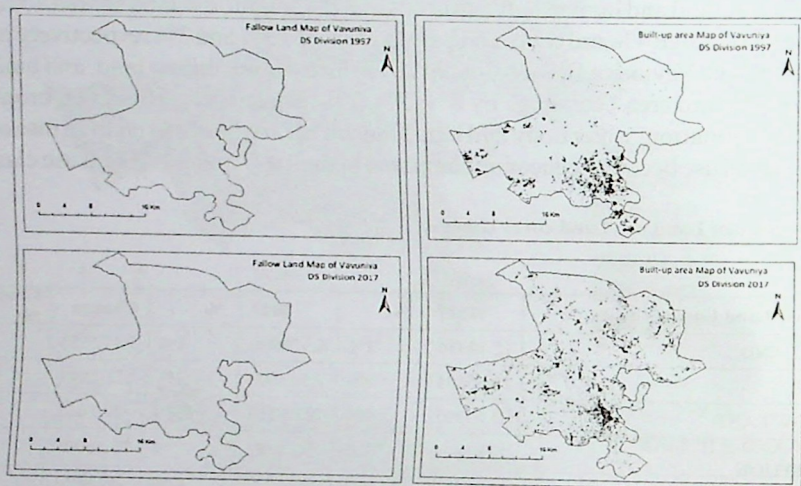 Fallow Land Map of Vavuniya
DS Division 1997
N
0 4 8 16 Km
Built-up area Map of Vavuniya
DS Division 1997
N
0 4 8 16 Km
Fallow Land Map of Vavuniya
DS Division 2017
N
0 4 8 16 Km
Built-up area Map of Vavuniya
DS Division 2017
N
0 4 8 16 Km